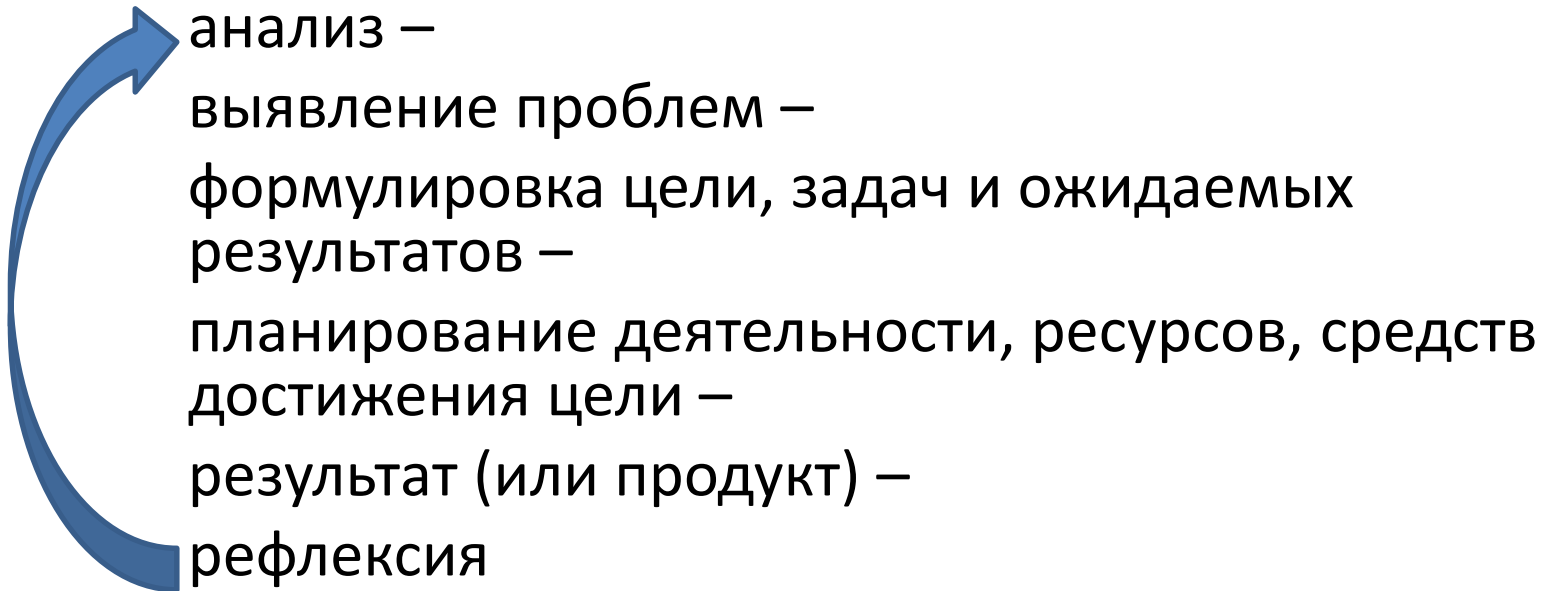 анализ –
выявление проблем –
формулировка цели, задач и ожидаемых
результатов –
планирование деятельности, ресурсов, средств
достижения цели –
результат (или продукт) –
рефлексия